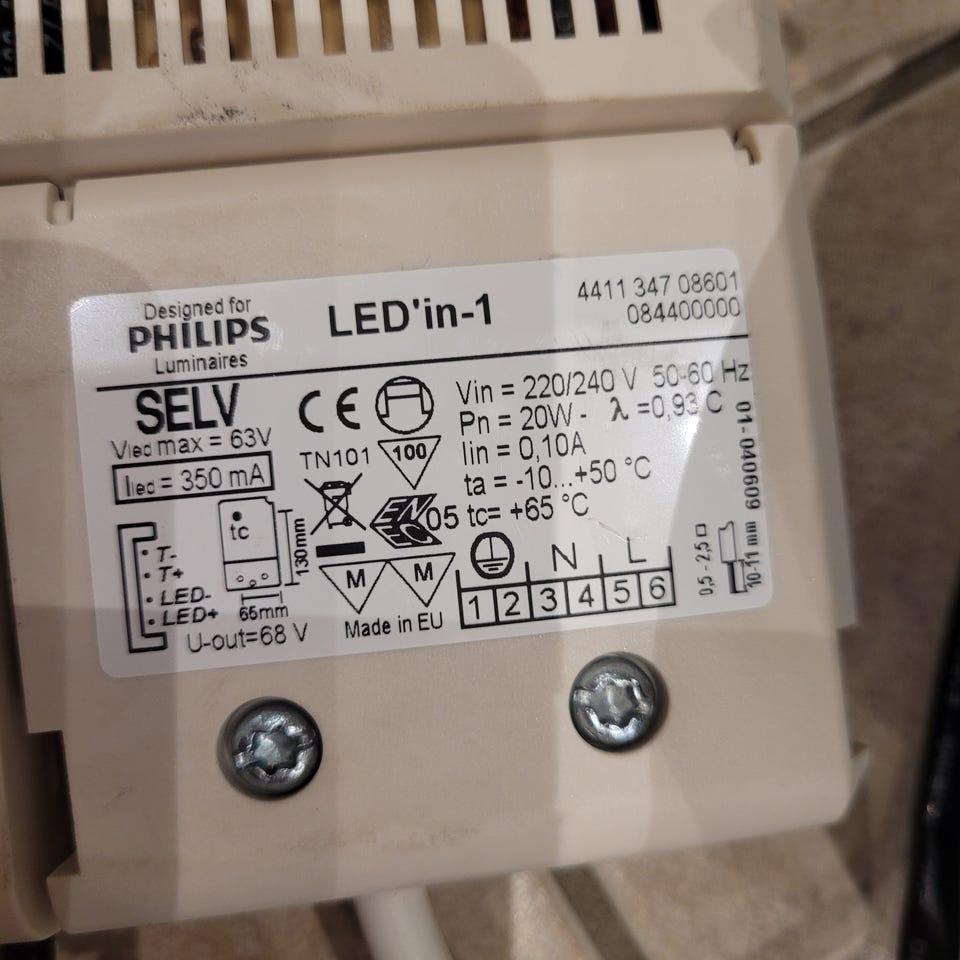 Designed for
PHILIPS
Luminaires
LED'in-1
4411 347 08601
084400000
SELV
Vled max = 63V
Iled = 350 mA
CE
TN101
100
Vin = 220/240 V 50-60 Hz
Pn = 20W - λ =0,93 C
Iin = 0,10A
ta = -10...+50 °C
tc= +65 °C
ENEC 05
01 - 040609
tc
130mm
65mm
T-
T+
LED-
LED+
U-out=68 V
M M
Made in EU
N L
1 2 3 4 5 6
0,5 - 2,5
10-11 mm